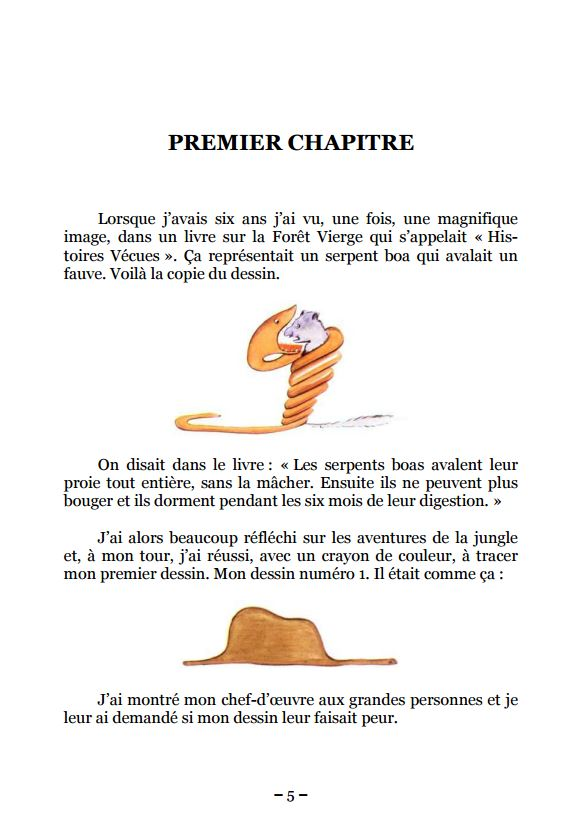 PREMIER CHAPITRE
Lorsque j’avais six ans j’ai vu, une fois, une magnifique
image, dans un livre sur la Forêt Vierge qui s’appelait « His-
toires Vécues ». Ça représentait un serpent boa qui avalait un
fauve. Voilà la copie du dessin.
On disait dans le livre : « Les serpents boas avalent leur
proie tout entière, sans la mâcher. Ensuite ils ne peuvent plus
bouger et ils dorment pendant les six mois de leur digestion. »
J’ai alors beaucoup réfléchi sur les aventures de la jungle
et, à mon tour, j’ai réussi, avec un crayon de couleur, à tracer
mon premier dessin. Mon dessin numéro 1. Il était comme ça :
J’ai montré mon chef-d’œuvre aux grandes personnes et je
leur ai demandé si mon dessin leur faisait peur.
– 5 –